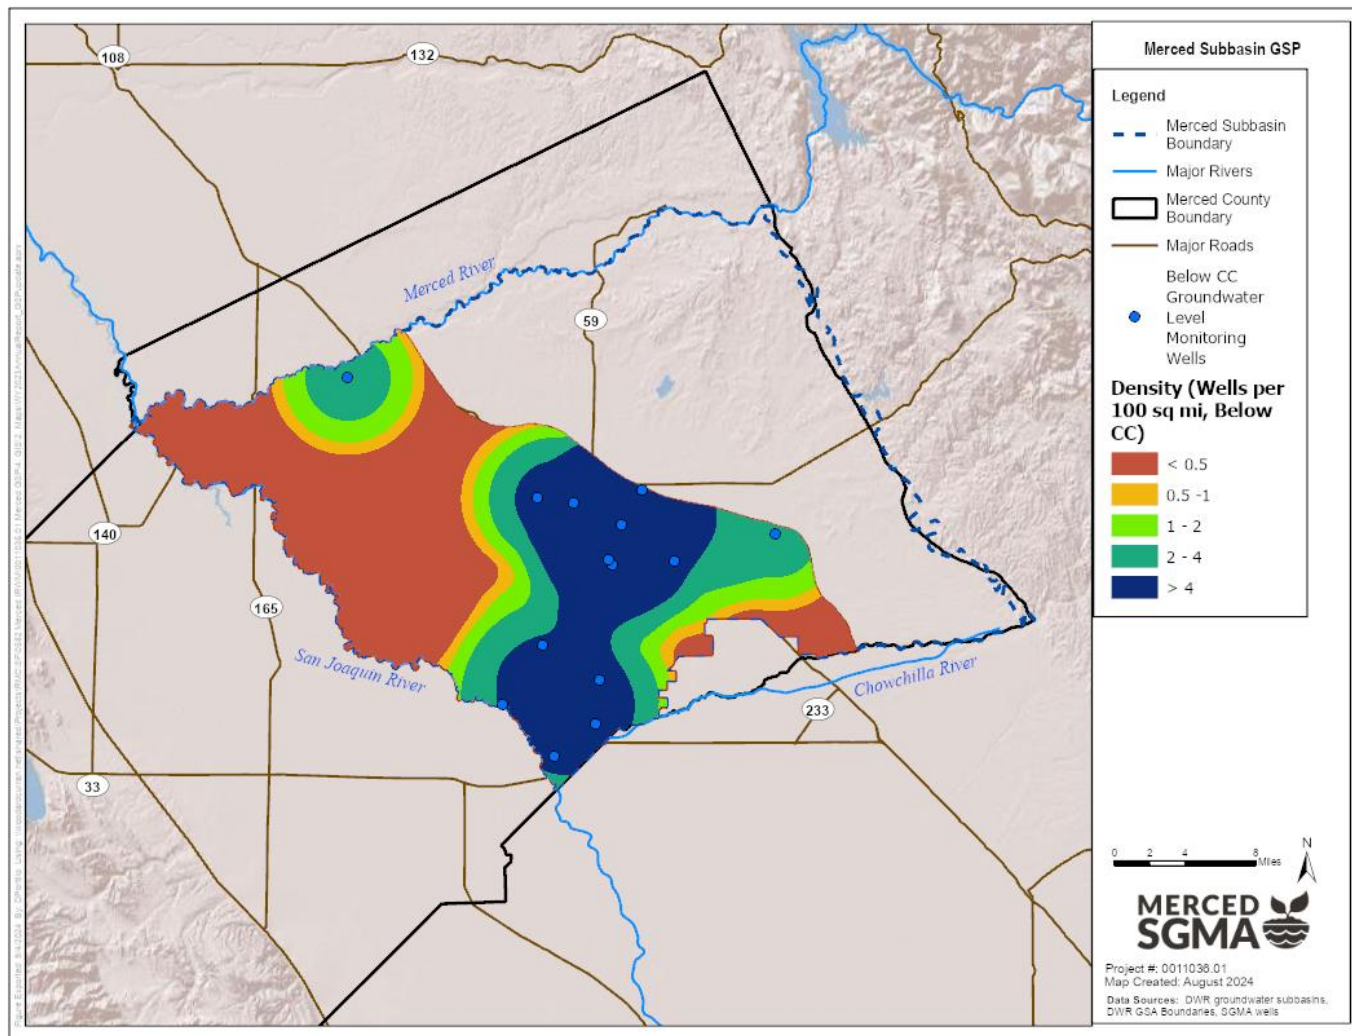 Merced Subbasin GSP
Legend
Merced Subbasin
Boundary
Major Rivers
Merced County
Boundary
Major Roads
Below CC
Groundwater
Level
Monitoring
Wells
Density (Wells per
100 sq mi, Below
CC)
< 0.5
0.5 -1
1 - 2
2 - 4
> 4
108
132
Merced River
59
140
165
San Joaquin River
Chowchilla River
233
33
0 2 4 8
Miles
N
MERCED
SGMA
Project #: 0011036.01
Map Created: August 2024
Data Sources: DWR groundwater subbasins,
DWR GSA Boundaries, SGMA wells